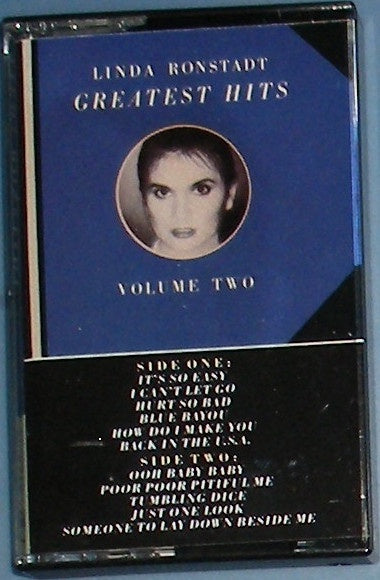 LINDA RONSTADT
GREATEST HITS
VOLUME TWO
SIDE ONE:
IT'S SO EASY
I CAN'T LET GO
HURT SO BAD
BLUE BAYOU
HOW DO I MAKE YOU
BACK IN THE U.S.A.
SIDE TWO:
OOH BABY BABY
POOR POOR PITIFUL ME
TUMBLING DICE
JUST ONE LOOK
SOMEONE TO LAY DOWN BESIDE ME